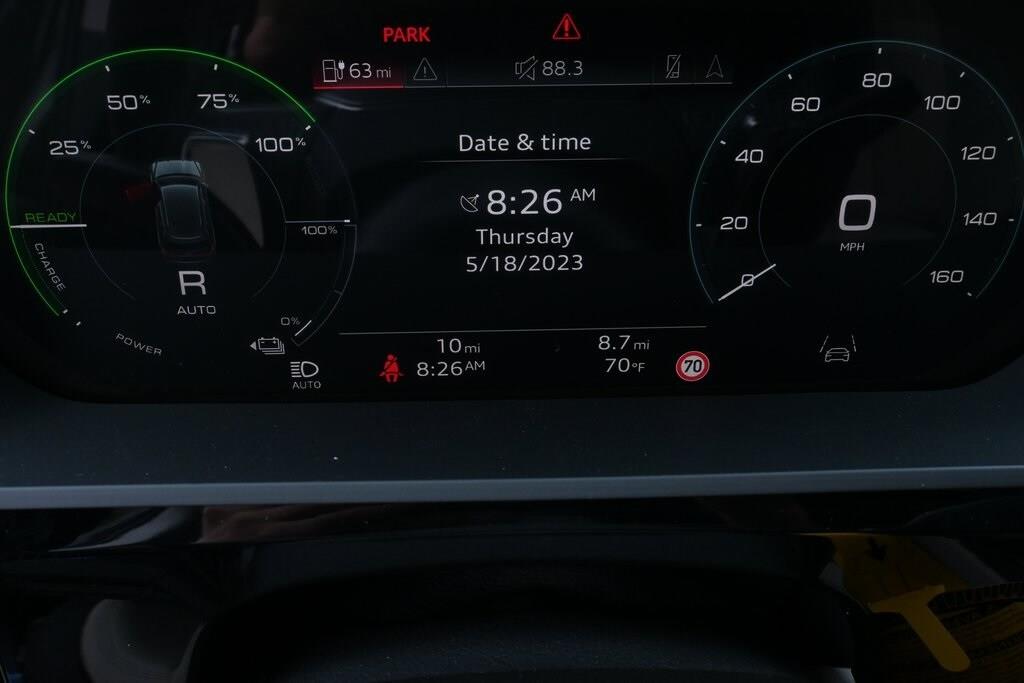 PARK
63 mi
88.3
25%
50%
75%
100%
READY
CHARGE
POWER
R
AUTO
100%
0%
AUTO
Date & time
8:26 AM
Thursday
5/18/2023
10 mi
8:26 AM
8.7 mi
70°F
70
0
20
40
60
80
100
120
140
160
0
MPH